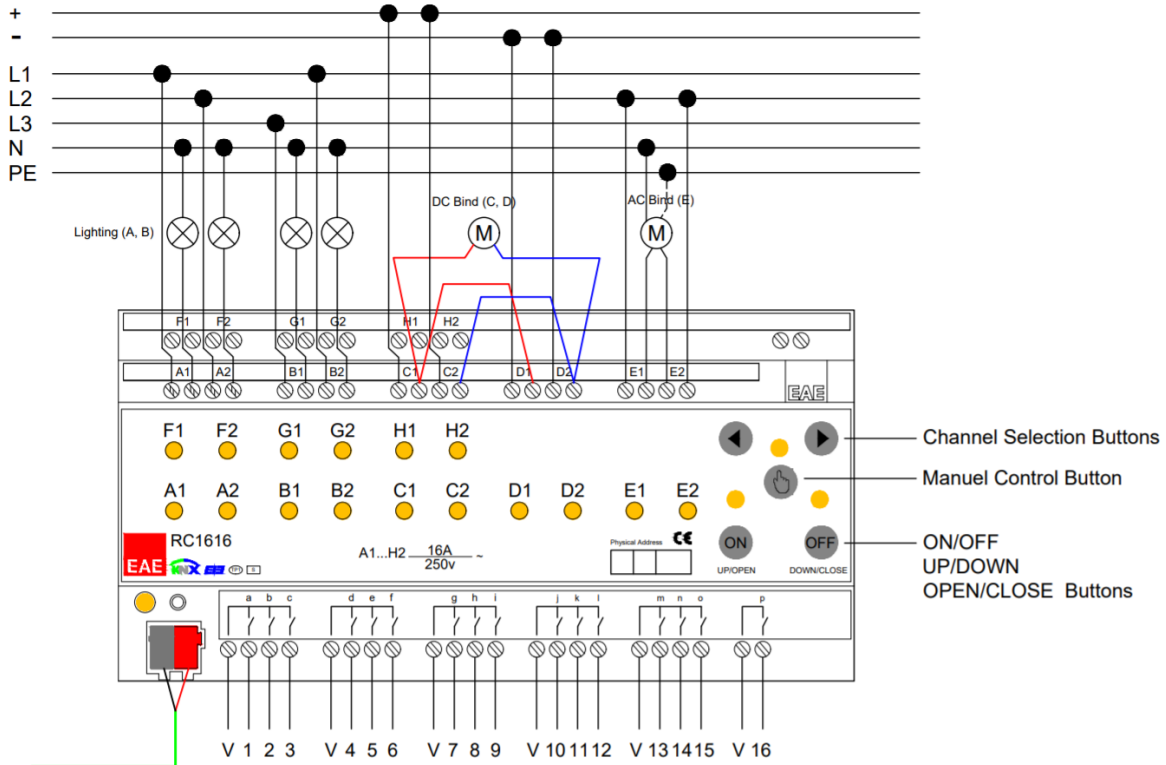 +
-
L1
L2
L3
N
PE
DC Bind (C, D)
AC Bind (E)
Lighting (A, B)
M
M
F1 F2 G1 G2 H1 H2
A1 A2 B1 B2 C1 C2 D1 D2 E1 E2
EAE
F1 F2 G1 G2 H1 H2
Channel Selection Buttons
Manuel Control Button
A1 A2 B1 B2 C1 C2 D1 D2 E1 E2
RC1616
A1...H2 16A ~
250v
Physical Address CE
ON OFF
UP/OPEN DOWN/CLOSE
ON/OFF
UP/DOWN
OPEN/CLOSE Buttons
EAE KNX
a b c d e f g h i j k l m n o p
V 1 2 3 V 4 5 6 V 7 8 9 V 10 11 12 V 13 14 15 V 16